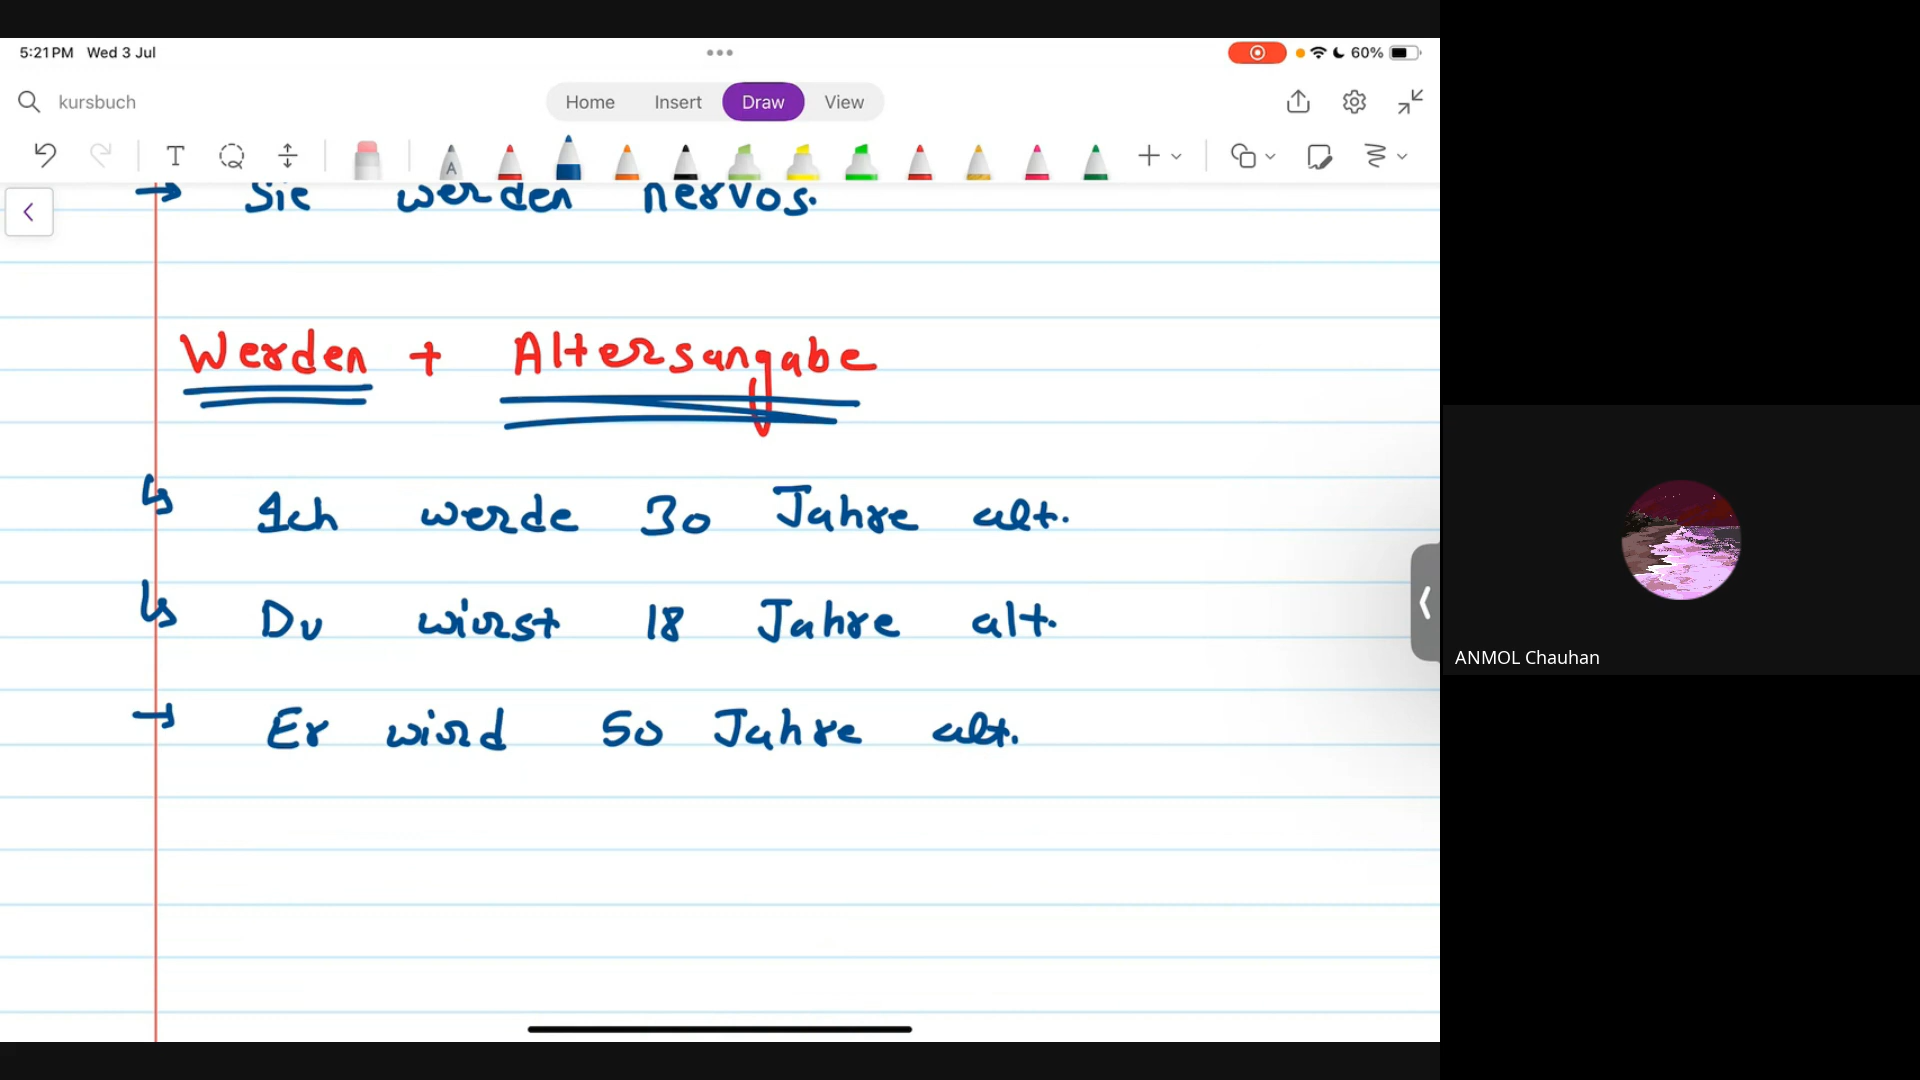 5:21 PM Wed 3 Jul
60%
kursbuch
Home Insert Draw View
T
A
→ Sie werden nervos.
Werden + Altersangabe
↳ Ich werde 30 Jahre alt.
↳ Du wirst 18 Jahre alt.
→ Er wird 50 Jahre alt.
ANMOL Chauhan